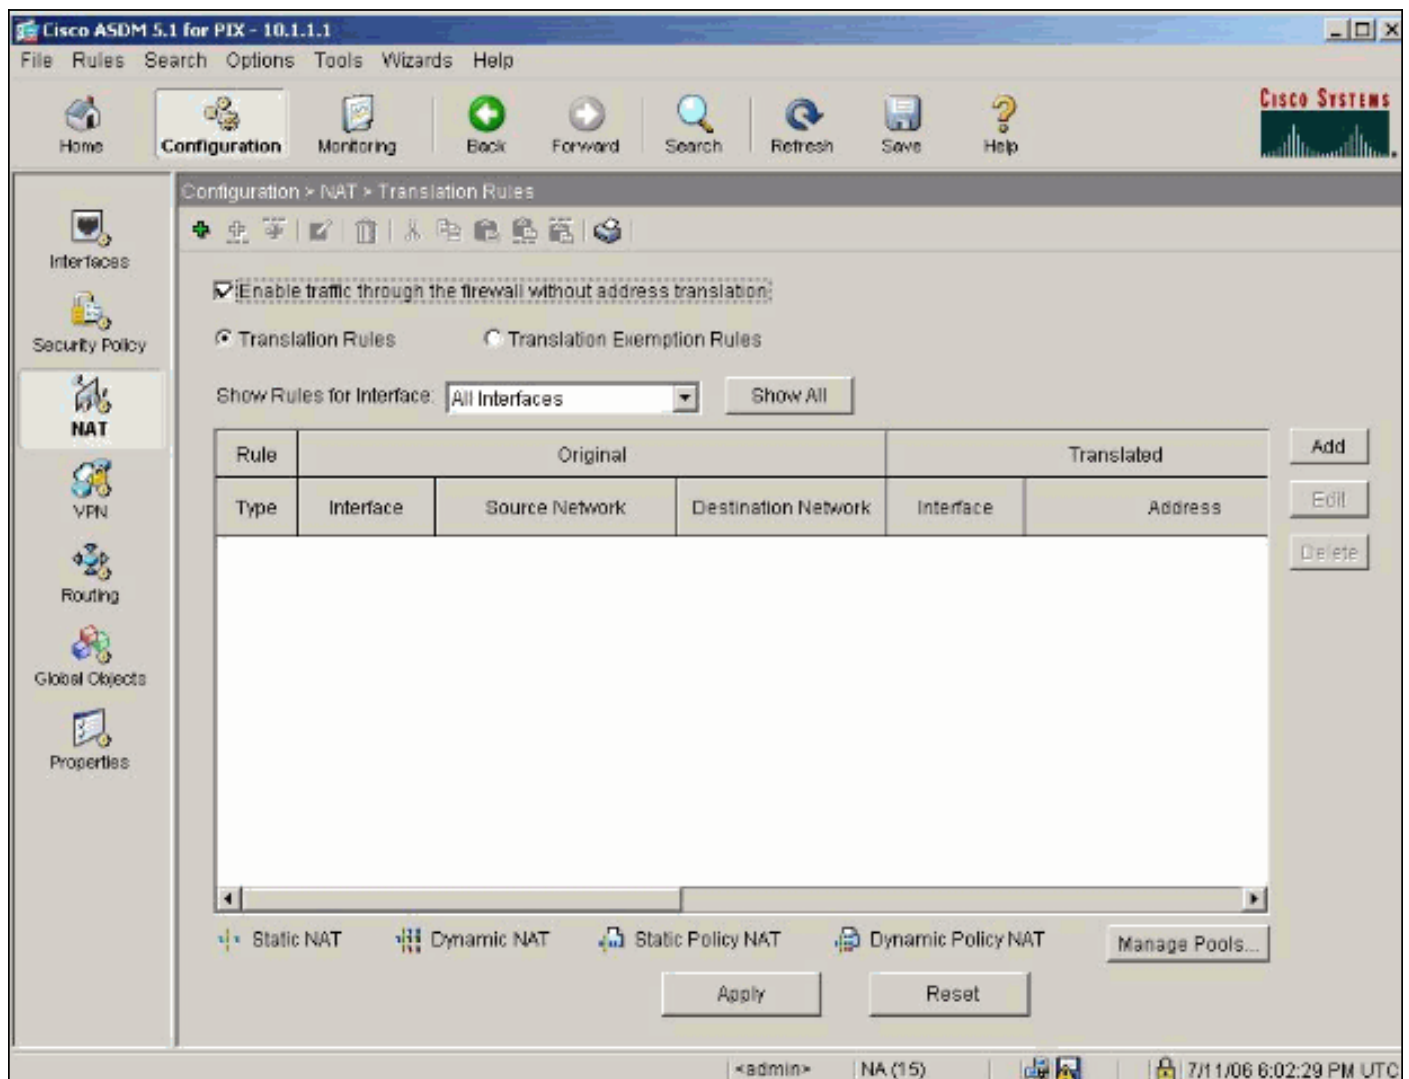 Cisco ASDM 5.1 for PIX - 10.1.1.1
File Rules Search Options Tools Wizards Help
Home Configuration Monitoring Back Forward Search Refresh Save Help
CISCO SYSTEMS
Configuration > NAT > Translation Rules
Interfaces
Security Policy
NAT
VPN
Routing
Global Objects
Properties
Enable traffic through the firewall without address translation
Translation Rules Translation Exemption Rules
Show Rules for Interface: All Interfaces Show All
Rule Original Translated
Type Interface Source Network Destination Network Interface Address
Add
Edit
Delete
Static NAT Dynamic NAT Static Policy NAT Dynamic Policy NAT Manage Pools...
Apply Reset
<admin> NA (15) 7/11/06 6:02:29 PM UTC